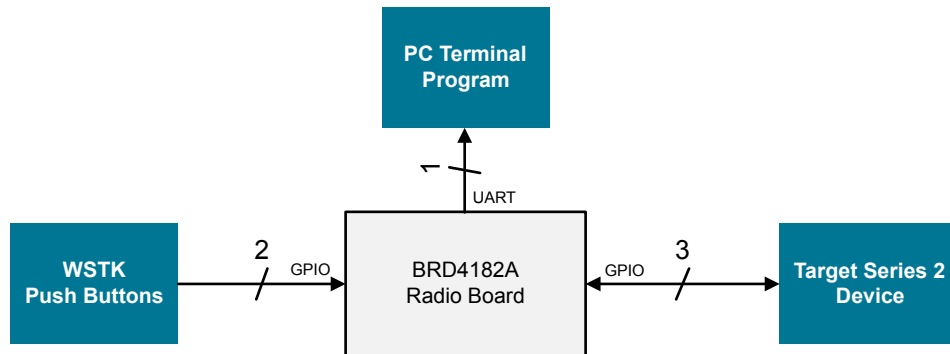 PC Terminal
Program
1
UART
WSTK
Push Buttons
2
GPIO
BRD4182A
Radio Board
GPIO
3
Target Series 2
Device